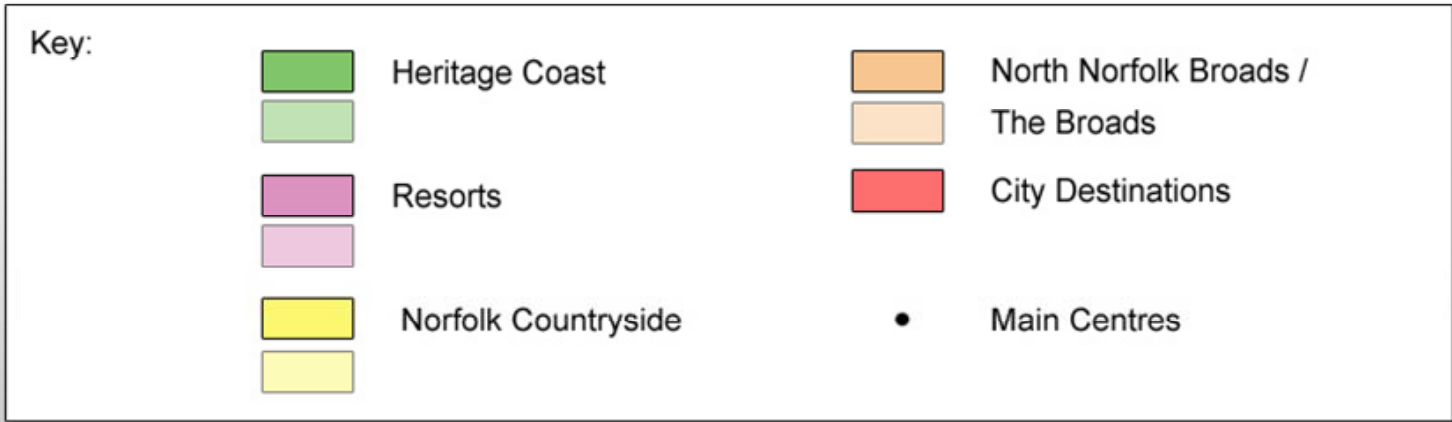 Key:
Heritage Coast
Resorts
Norfolk Countryside
North Norfolk Broads /
The Broads
City Destinations
Main Centres